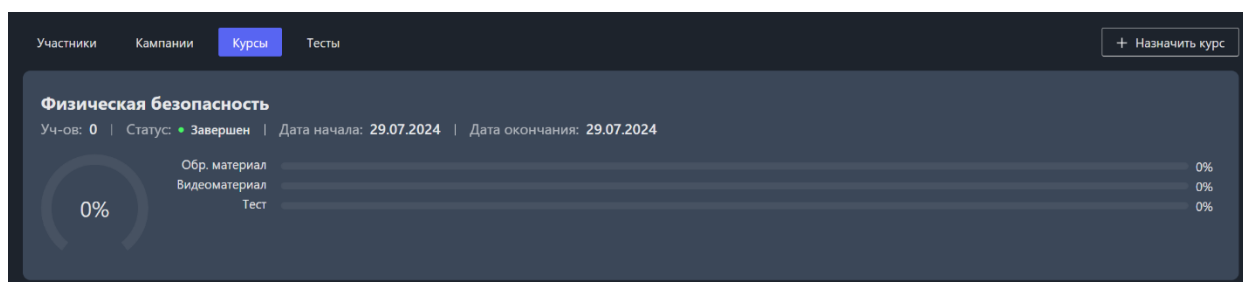 Участники Кампании Курсы Тесты + Назначить курс
Физическая безопасность
Уч-ов: 0 | Статус: • Завершен | Дата начала: 29.07.2024 | Дата окончания: 29.07.2024
Обр. материал 0%
Видеоматериал 0%
0% Тест 0%